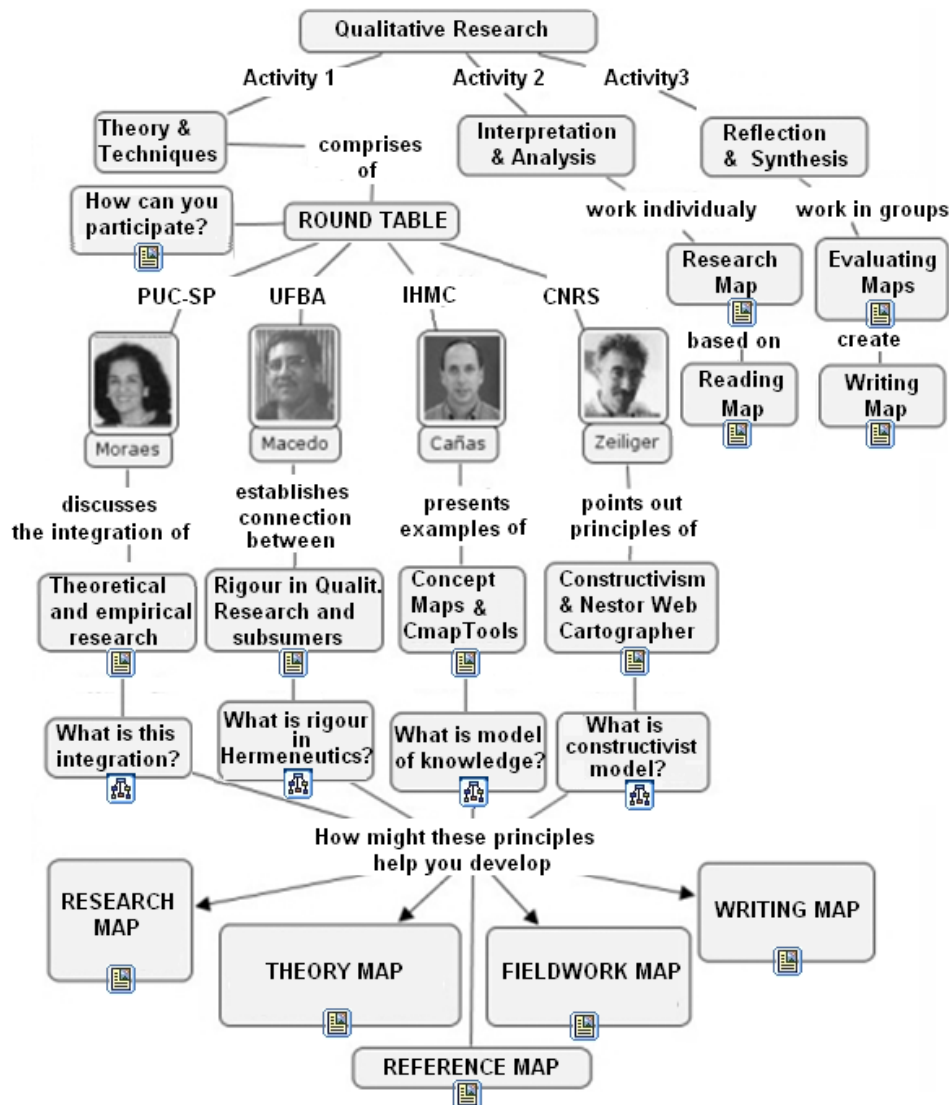 Qualitative Research
Activity 1
Activity 2
Activity3
Theory &
Techniques
comprises
of
Interpretation
& Analysis
Reflection
& Synthesis
How can you
participate?
ROUND TABLE
work individualy
work in groups
Research
Map
Evaluating
Maps
PUC-SP
UFBA
IHMC
CNRS
based on
create
Reading
Map
Writing
Map
Moraes
Macedo
Cañas
Zeiliger
discusses
the integration of
establishes
connection
between
presents
examples of
points out
principles of
Theoretical
and empirical
research
Rigour in Qualit.
Research and
subsumers
Concept
Maps &
CmapTools
Constructivism
& Nestor Web
Cartographer
What is this
integration?
What is rigour
in
Hermeneutics?
What is model
of knowledge?
What is
constructivist
model?
How might these principles
help you develop
RESEARCH
MAP
THEORY MAP
FIELDWORK MAP
WRITING MAP
REFERENCE MAP